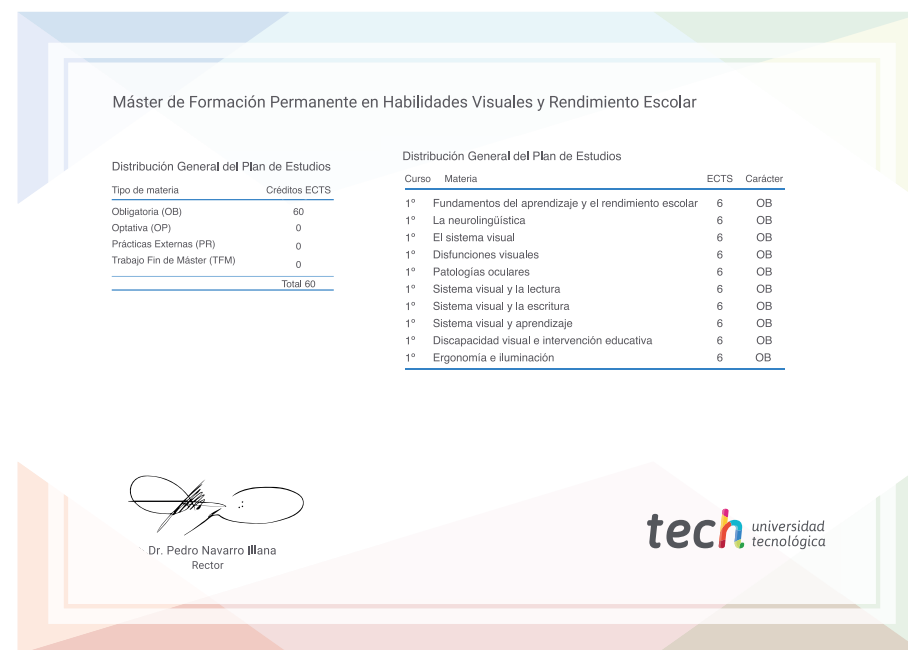 Máster de Formación Permanente en Habilidades Visuales y Rendimiento Escolar
Distribución General del Plan de Estudios
Tipo de materia Créditos ECTS
Obligatoria (OB) 60
Optativa (OP) 0
Prácticas Externas (PR) 0
Trabajo Fin de Máster (TFM) 0
Total 60
Distribución General del Plan de Estudios
Curso Materia ECTS Carácter
1º Fundamentos del aprendizaje y el rendimiento escolar 6 OB
1º La neurolingüística 6 OB
1º El sistema visual 6 OB
1º Disfunciones visuales 6 OB
1º Patologías oculares 6 OB
1º Sistema visual y la lectura 6 OB
1º Sistema visual y la escritura 6 OB
1º Sistema visual y aprendizaje 6 OB
1º Discapacidad visual e intervención educativa 6 OB
1º Ergonomía e iluminación 6 OB
Dr. Pedro Navarro Illana
Rector
tech universidad
tecnológica